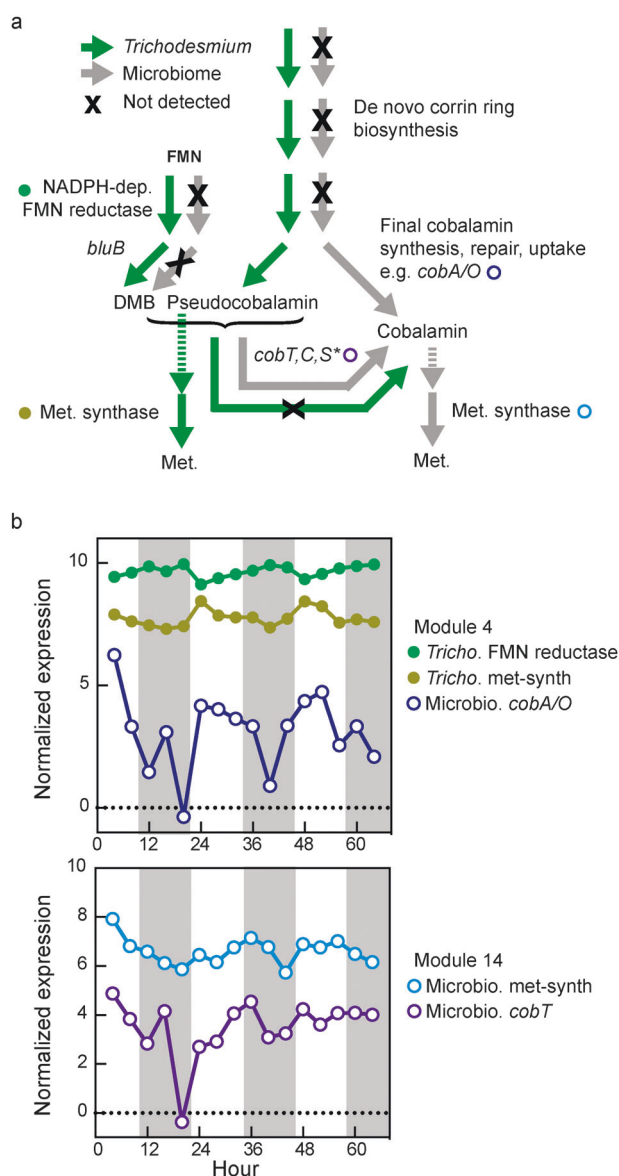 a
Trichodesmium
Microbiome
X Not detected
X
X
De novo corrin ring
biosynthesis
FMN
NADPH-dep.
FMN reductase
X
X
bluB
X
Final cobalamin
synthesis, repair, uptake
e.g. cobA/O
DMB Pseudocobalamin
Cobalamin
cobT,C,S*
X
Met. synthase
Met. synthase
Met.
Met.
b
Normalized expression
10
5
0
0 12 24 36 48 60
Module 4
Tricho. FMN reductase
Tricho. met-synth
Microbio. cobA/O
Normalized expression
10
8
6
4
2
0
0 12 24 36 48 60
Hour
Module 14
Microbio. met-synth
Microbio. cobT